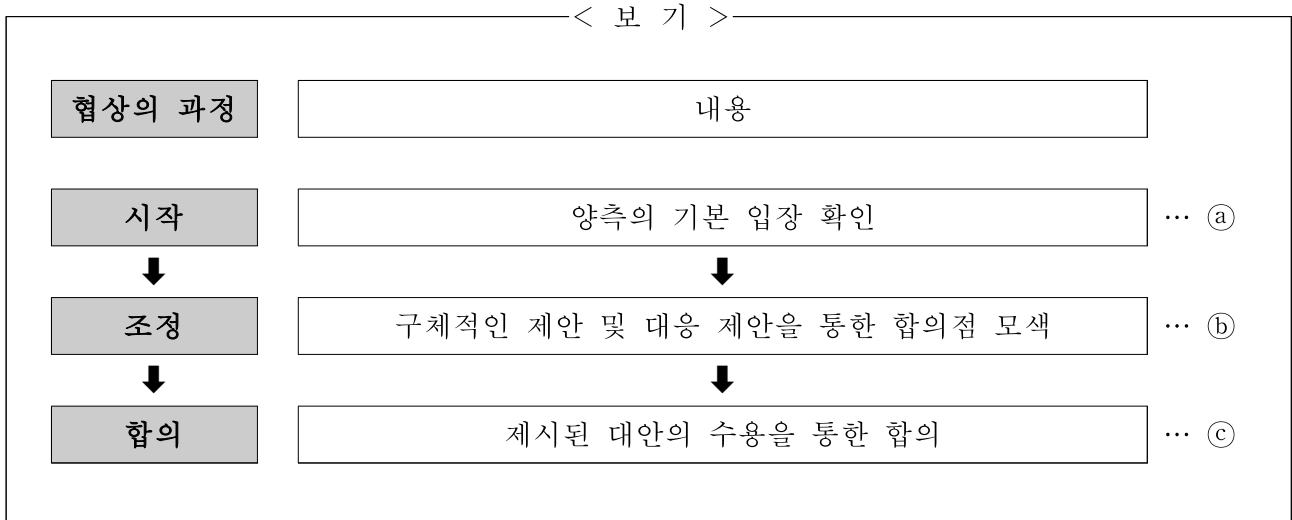 < 보 기 >
협상의 과정 내용
시작 양측의 기본 입장 확인 … ⓐ
조정 구체적인 제안 및 대응 제안을 통한 합의점 모색 … ⓑ
합의 제시된 대안의 수용을 통한 합의 … ⓒ